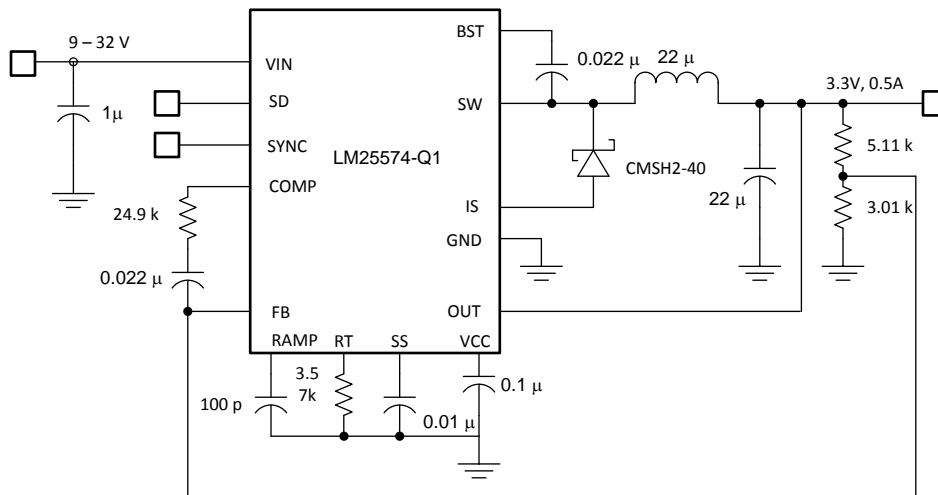 9 – 32 V
BST
0.022 μ
22 μ
VIN
1μ
SD
SW
3.3V, 0.5A
SYNC
LM25574-Q1
5.11 k
CMSH2-40
COMP
24.9 k
IS
22 μ
3.01 k
GND
0.022 μ
FB
OUT
RAMP
RT
SS
VCC
100 p
3.5
7k
0.01 μ
0.1 μ